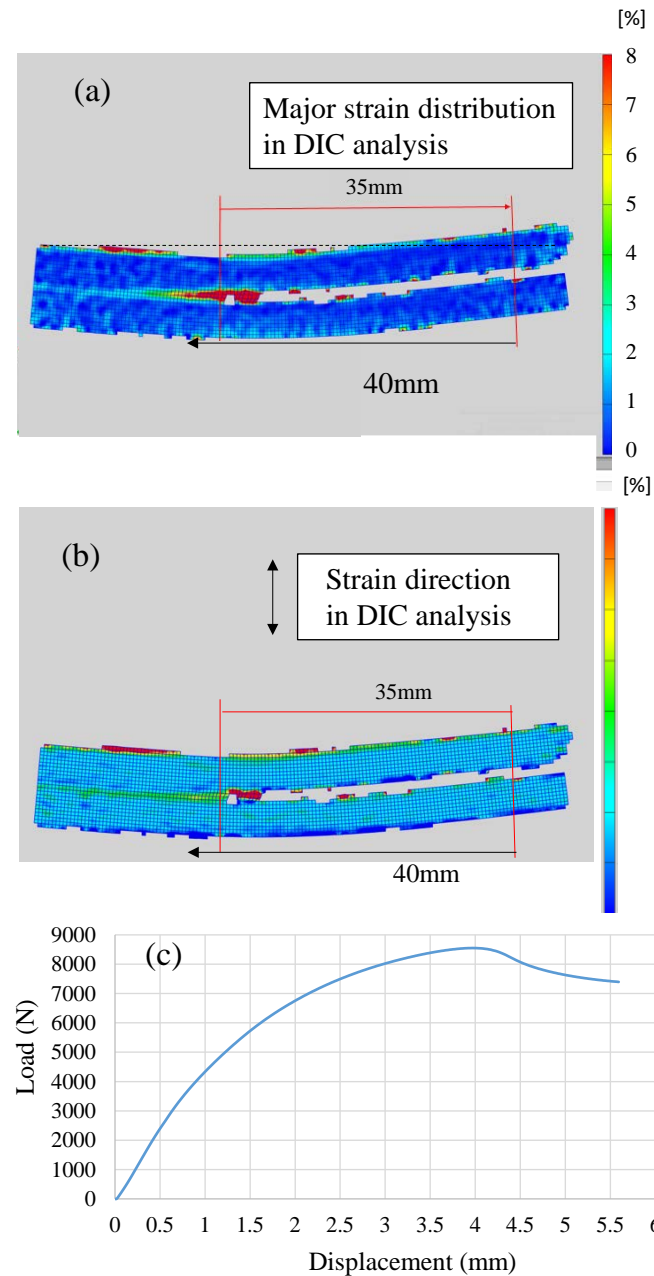 [%]
(a)
Major strain distribution
in DIC analysis
35mm
40mm
8
7
6
5
4
3
2
1
0
[%]
(b)
Strain direction
in DIC analysis
35mm
40mm
(c)
Load (N)
9000
8000
7000
6000
5000
4000
3000
2000
1000
0
0 0.5 1 1.5 2 2.5 3 3.5 4 4.5 5 5.5 6
Displacement (mm)